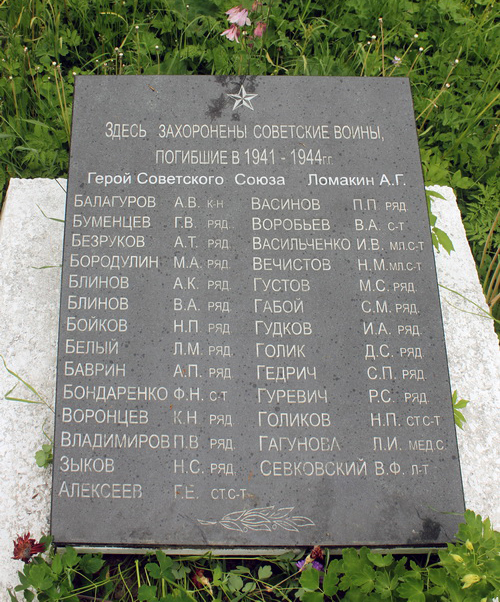 Здесь захоронены советские воины,
погибшие в 1941 - 1944гг.
Герой Советского Союза Ломакин А.Г.
БАЛАГУРОВ А.В. К-Н
БУМЕНЦЕВ Г.В. РЯД.
БЕЗРУКОВ А.Т. РЯД.
БОРОДУЛИН М.А. РЯД.
БЛИНОВ А.К. РЯД.
БЛИНОВ В.А. РЯД.
БОЙКОВ Н.П. РЯД.
БЕЛЫЙ Л.М. РЯД.
БАВРИН А.П. РЯД.
БОНДАРЕНКО Ф.Н. С-Т
ВОРОНЦЕВ К.Н. РЯД.
ВЛАДИМИРОВ П.В. РЯД.
ЗЫКОВ Н.С. РЯД.
АЛЕКСЕЕВ Г.Е. СТ.С-Т
ВАСИНОВ П.П. РЯД.
ВОРОБЬЕВ В.А. С-Т
ВАСИЛЬЧЕНКО И.В. МЛ.С-Т
ВЕЧИСТОВ Н.М. МЛ.С-Т
ГУСТОВ М.С. РЯД.
ГАБОЙ С.М. РЯД.
ГУДКОВ И.А. РЯД.
ГОЛИК Д.С. РЯД.
ГЕДРИЧ С.П. РЯД.
ГУРЕВИЧ Р.С. РЯД.
ГОЛИКОВ Н.П. СТ.С-Т
ГАГУНОВА Л.И. МЕД.С.
СЕВКОВСКИЙ В.Ф. Л-Т